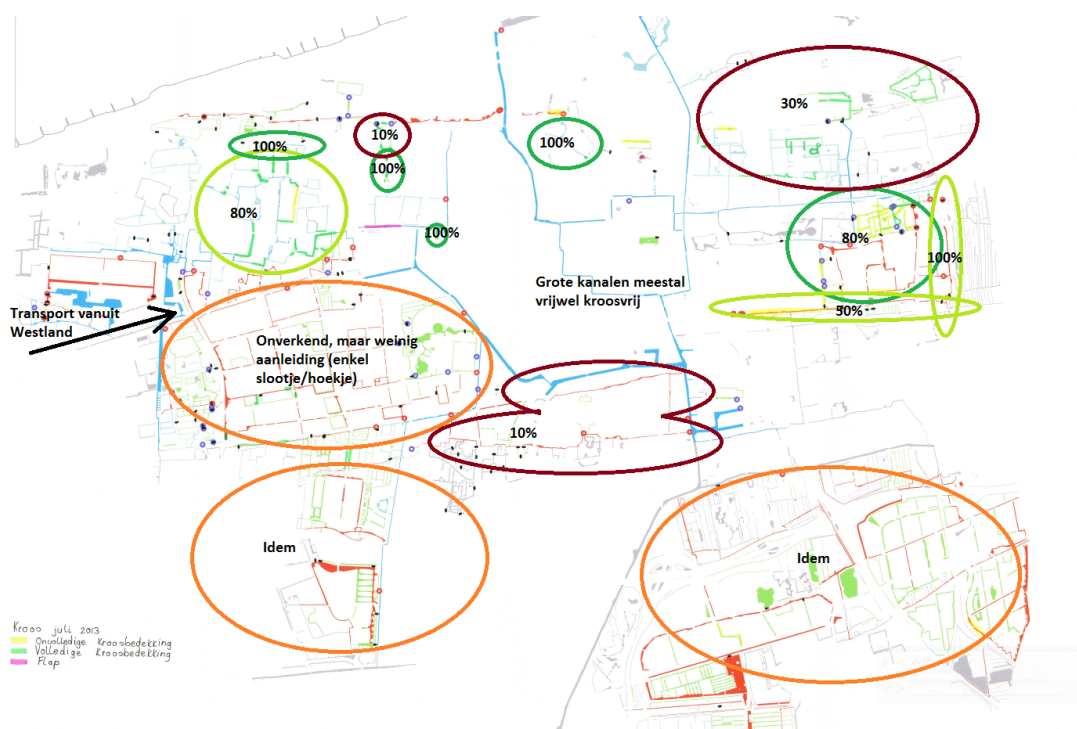 30%
10%
100%
100%
100%
80%
100%
80%
100%
Grote kanalen meestal
vrijwel kroosvrij
50%
Transport vanuit
Westland
Onverkend, maar weinig
aanleiding (enkel
slootje/hoekje)
10%
Idem
Idem
Kroos juli 2013
Onvolledige Kroosbedekking
Volledige Kroosbedekking
Flap